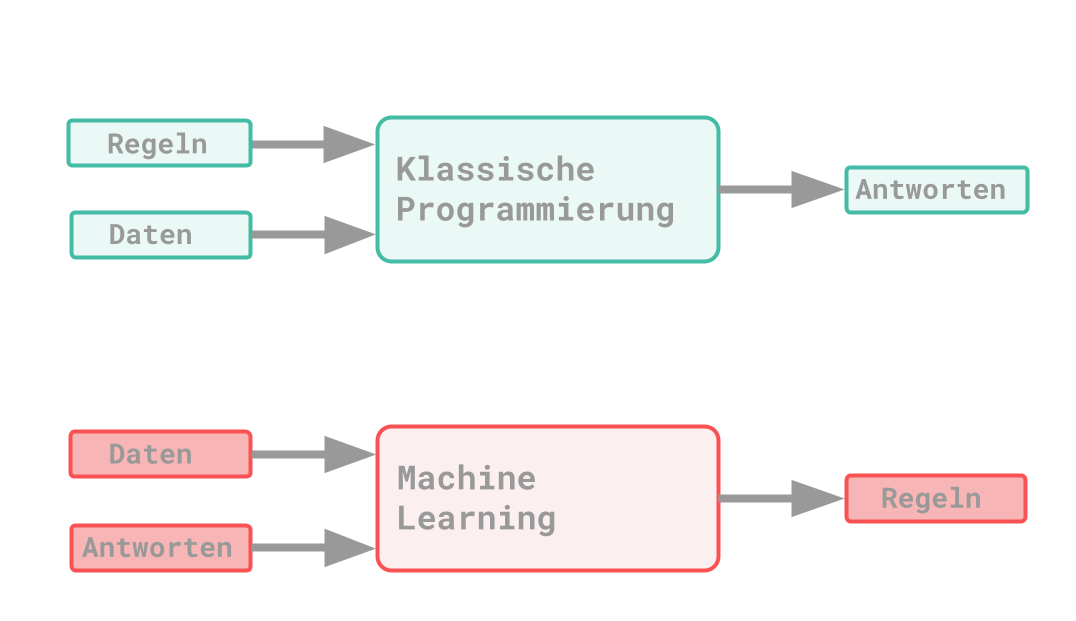 Regeln
Daten
Klassische
Programmierung
Antworten
Daten
Antworten
Machine
Learning
Regeln